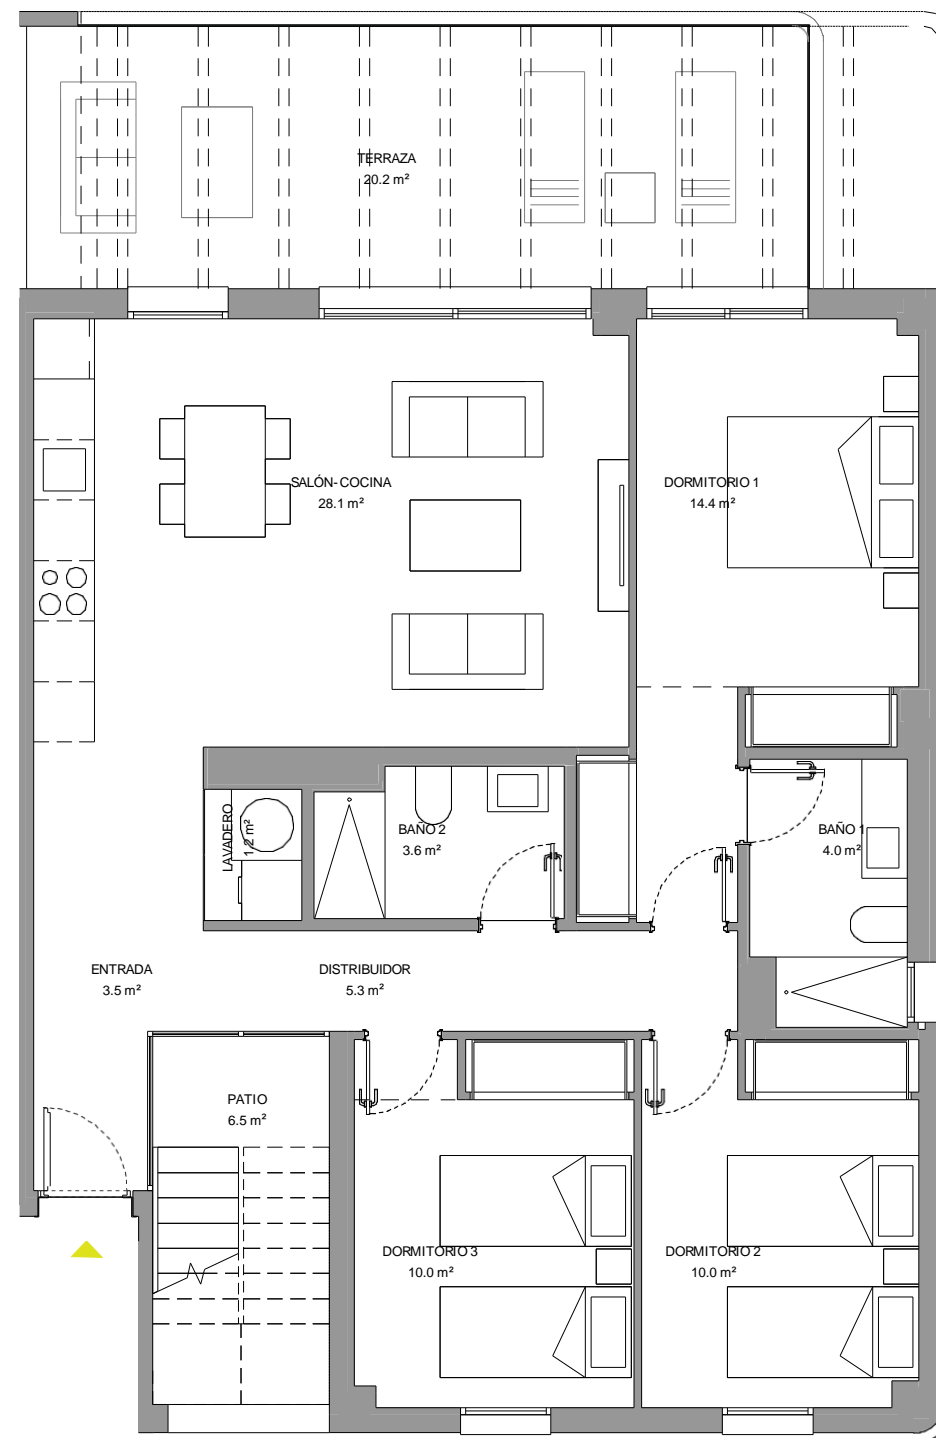 TERRAZA
20.2 m²
SALÓN-COCINA
28.1 m²
DORMITORIO 1
14.4 m²
LAVADERO
1.2 m²
BAÑO 2
3.6 m²
BAÑO 1
4.0 m²
ENTRADA
3.5 m²
DISTRIBUIDOR
5.3 m²
PATIO
6.5 m²
DORMITORIO 3
10.0 m²
DORMITORIO 2
10.0 m²